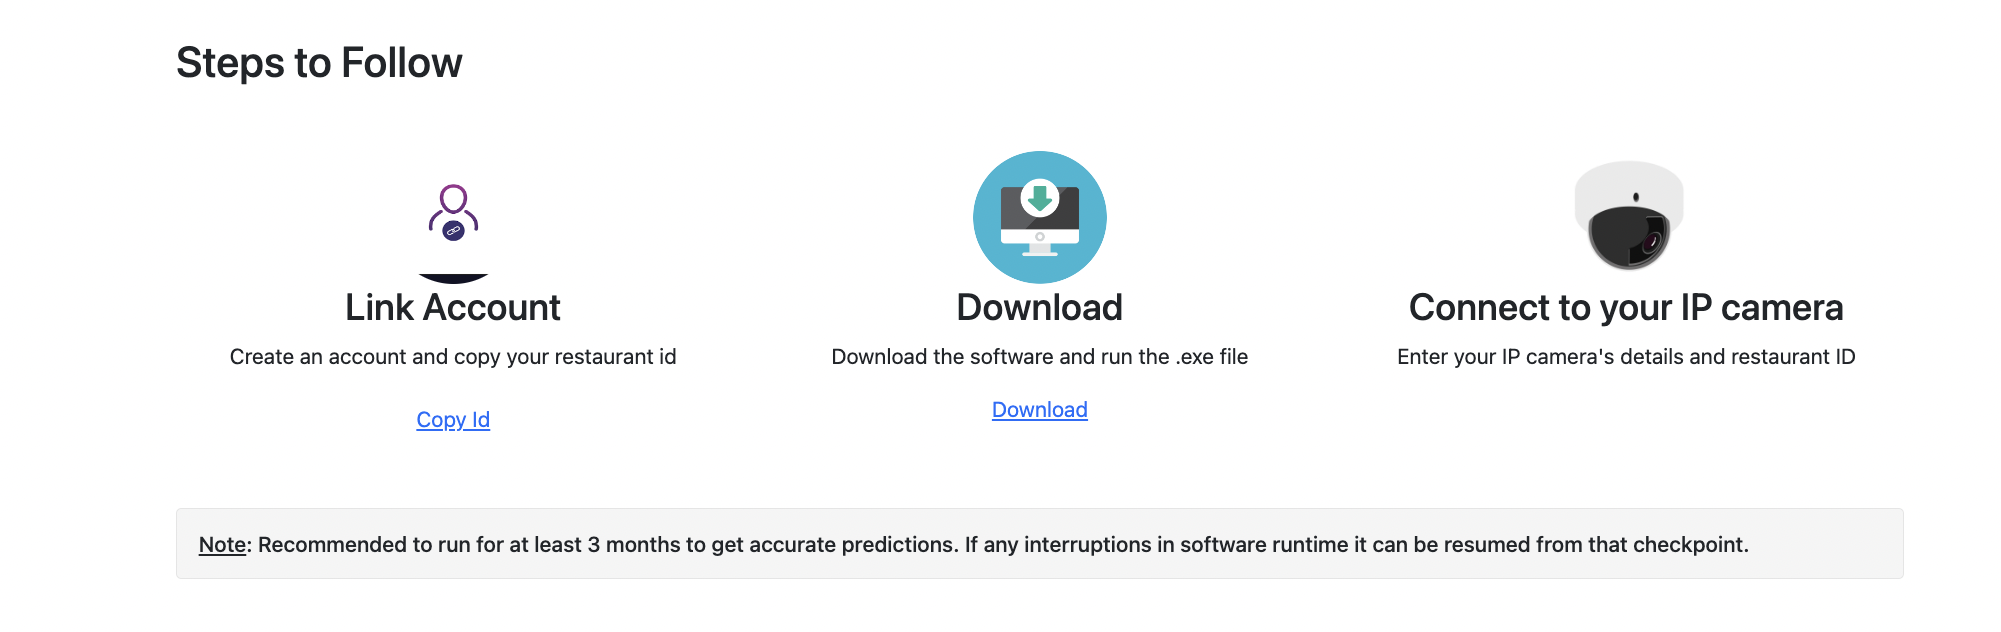 Steps to Follow
Link Account
Create an account and copy your restaurant id
Copy Id
Download
Download the software and run the .exe file
Download
Connect to your IP camera
Enter your IP camera's details and restaurant ID
Note: Recommended to run for at least 3 months to get accurate predictions. If any interruptions in software runtime it can be resumed from that checkpoint.